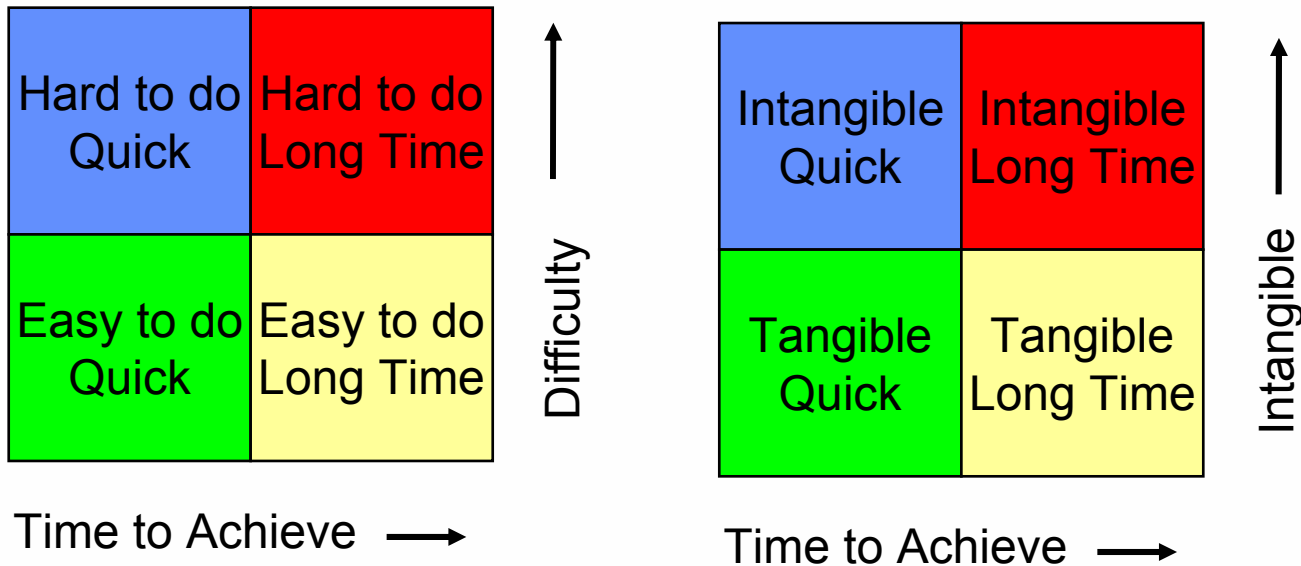 Hard to do
Quick
Hard to do
Long Time
Easy to do
Quick
Easy to do
Long Time
Difficulty
Time to Achieve
Intangible
Quick
Intangible
Long Time
Tangible
Quick
Tangible
Long Time
Intangible
Time to Achieve